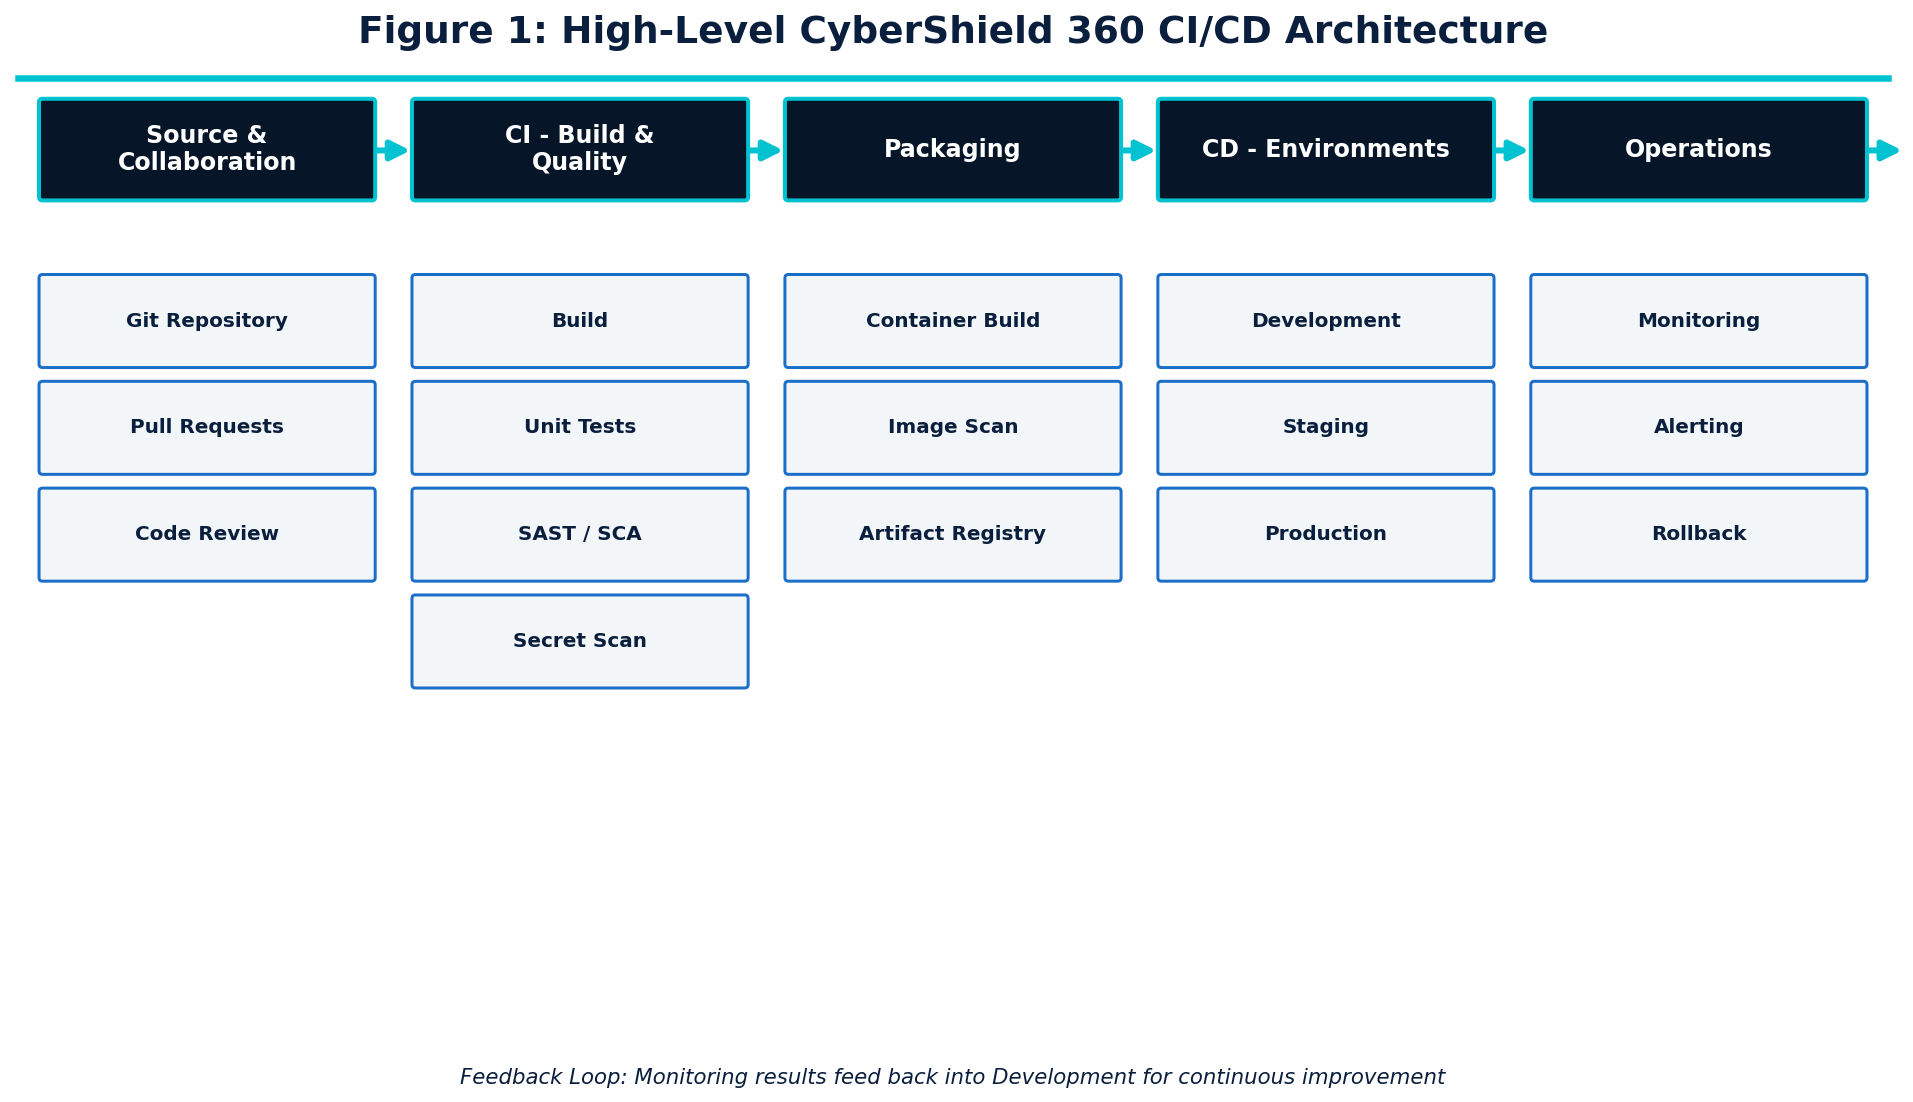 Figure 1: High-Level CyberShield 360 CI/CD Architecture
Source &
Collaboration
CI - Build &
Quality
Packaging
CD - Environments
Operations
Git Repository
Build
Container Build
Development
Monitoring
Pull Requests
Unit Tests
Image Scan
Staging
Alerting
Code Review
SAST / SCA
Artifact Registry
Production
Rollback
Secret Scan
Feedback Loop: Monitoring results feed back into Development for continuous improvement